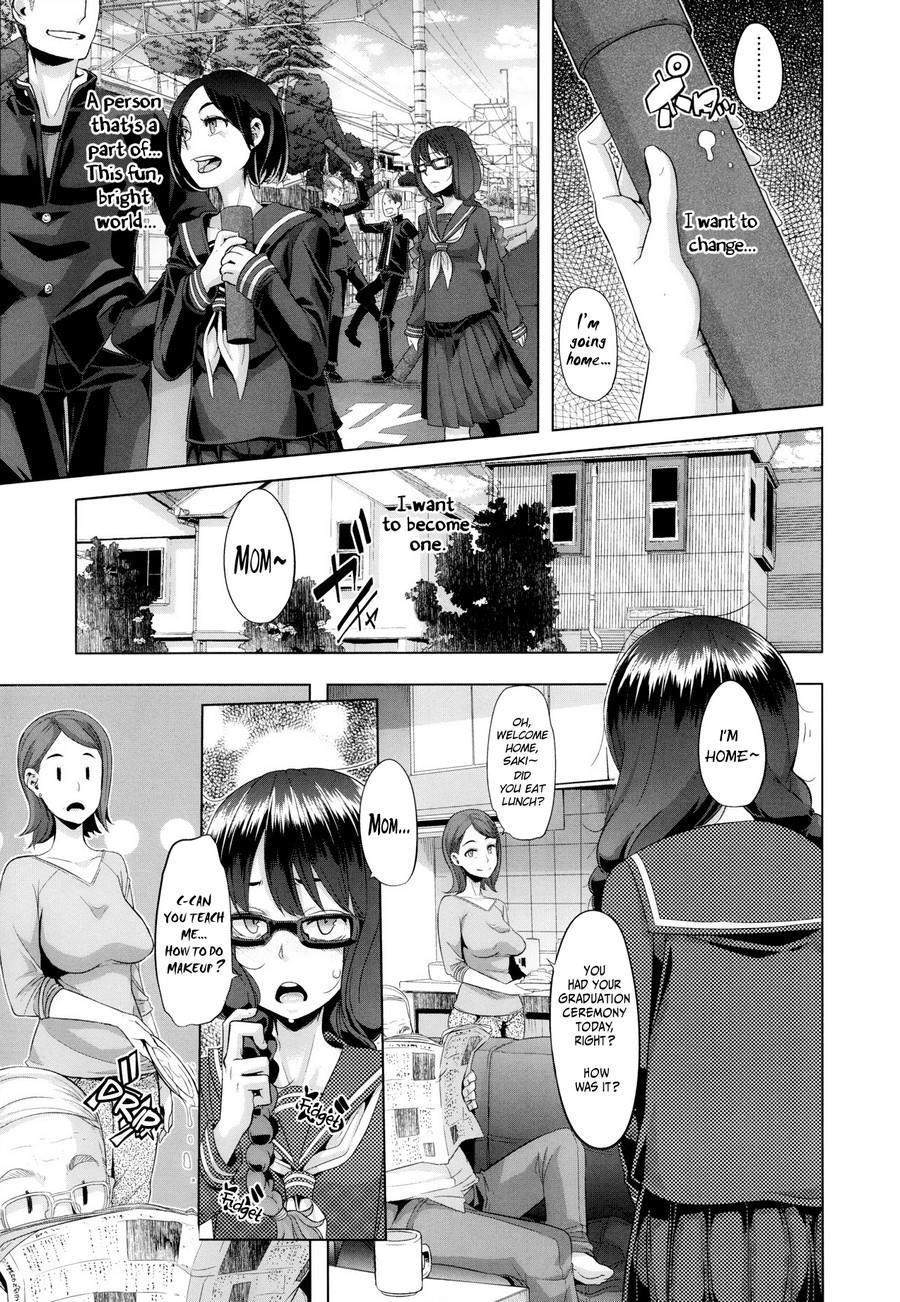 .........
I want to
change...
I'm
going
home...
A person
that's a
part of...
This fun,
bright
world...
I want
to become
one.
MOM~
I'M
HOME~
OH,
WELCOME
HOME,
SAKI~
DID
YOU EAT
LUNCH?
YOU
HAD YOUR
GRADUATION
CEREMONY
TODAY,
RIGHT?
HOW
WAS IT?
MOM...
C-CAN
YOU TEACH
ME...
HOW TO DO
MAKEUP?
Fidget
Fidget
DRIP